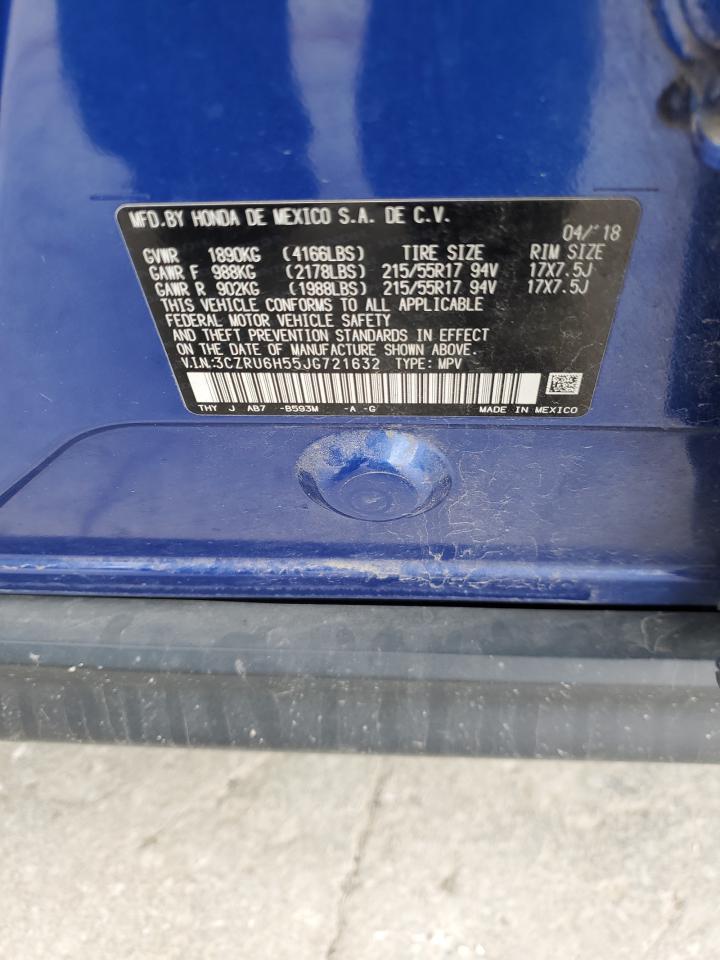 MFD.BY HONDA DE MEXICO S.A. DE C.V.
04/18
GVWR 1890KG (4166LBS) TIRE SIZE RIM SIZE
GAWR F 988KG (2178LBS) 215/55R17 94V 17X7.5J
GAWR R 902KG (1988LBS) 215/55R17 94V 17X7.5J
THIS VEHICLE CONFORMS TO ALL APPLICABLE
FEDERAL MOTOR VEHICLE SAFETY
AND THEFT PREVENTION STANDARDS IN EFFECT
ON THE DATE OF MANUFACTURE SHOWN ABOVE.
V.I.N:3CZRU6H55JG721632 TYPE: MPV
THY J AB7 -B593M -A -G MADE IN MEXICO